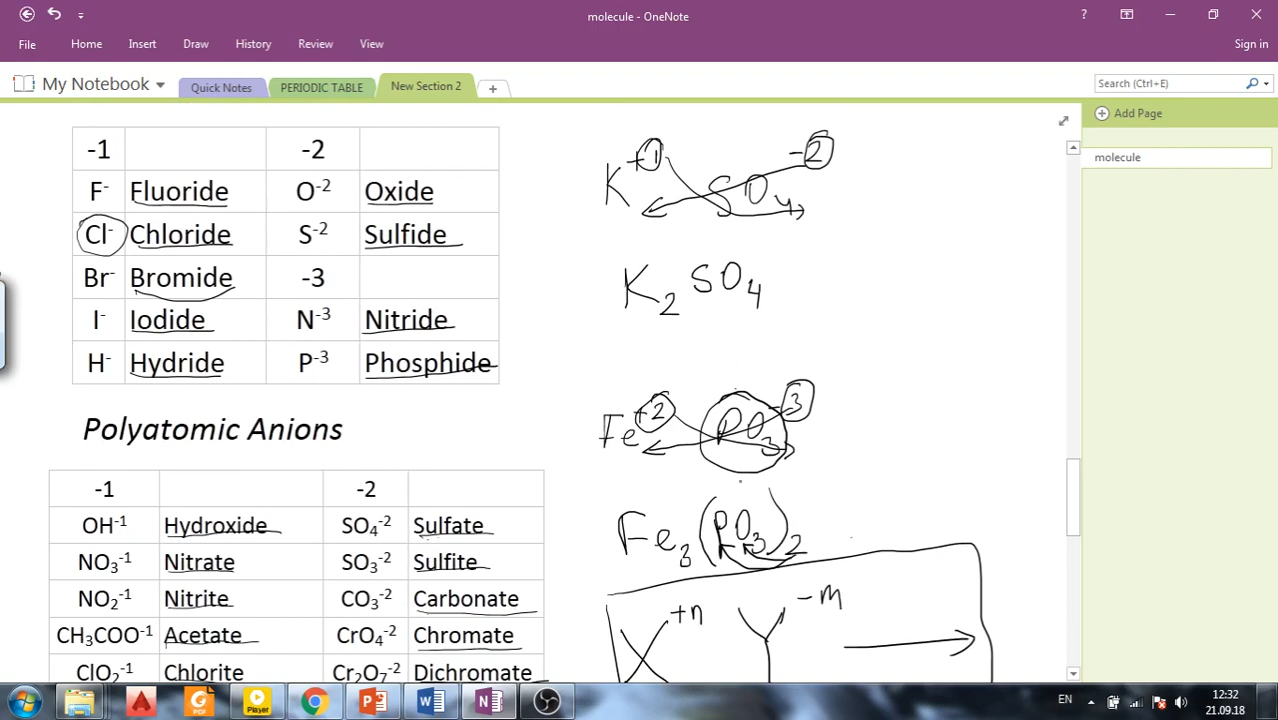 molecule - OneNote
?
File Home Insert Draw History Review View
Sign in
My Notebook
Quick Notes
PERIODIC TABLE
New Section 2
+
Search (Ctrl+E)
Add Page
molecule
-1 -2
F- Fluoride O-2 Oxide
Cl- Chloride S-2 Sulfide
Br- Bromide -3
I- Iodide N-3 Nitride
H- Hydride P-3 Phosphide
Polyatomic Anions
-1 -2
OH-1 Hydroxide SO4-2 Sulfate
NO3-1 Nitrate SO3-2 Sulfite
NO2-1 Nitrite CO3-2 Carbonate
CH3COO-1 Acetate CrO4-2 Chromate
ClO2-1 Chlorite Cr2O7-2 Dichromate
K+1 SO4-2
K2SO4
Fe+2 PO3-3
Fe3(PO3)2
X+n Y-m
PDF
Player
EN
12:32
21.09.18